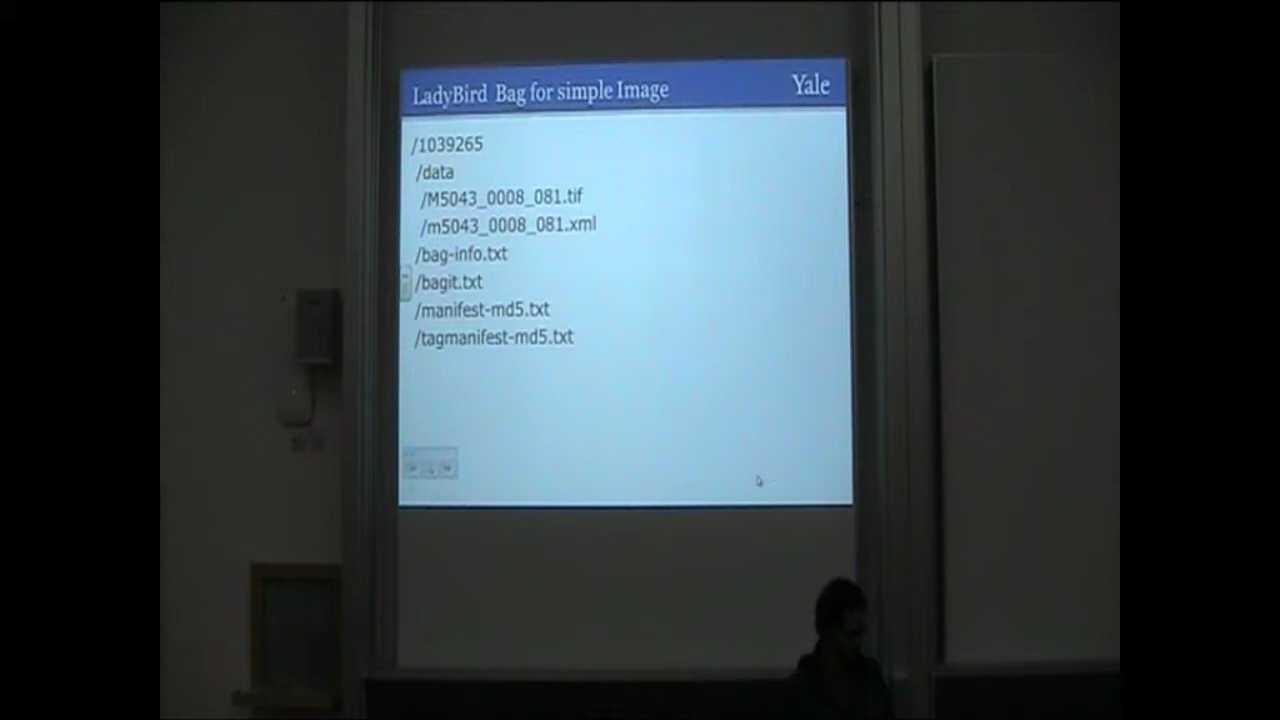 LadyBird Bag for simple Image
Yale
/1039265
/data
/M5043_0008_081.tif
/m5043_0008_081.xml
/bag-info.txt
/bagit.txt
/manifest-md5.txt
/tagmanifest-md5.txt